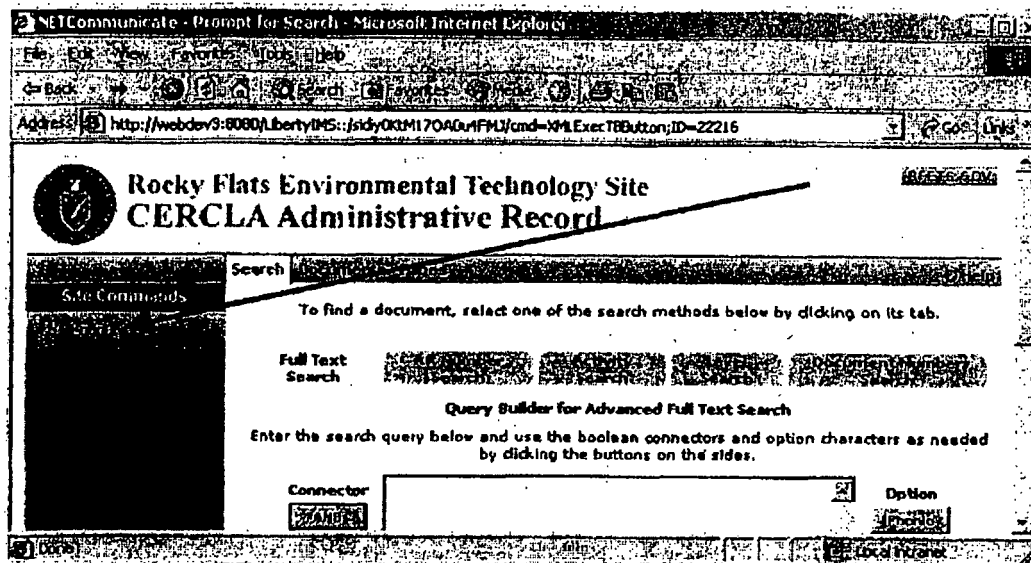 NETCommunicate - Prompt for Search - Microsoft Internet Explorer
File Edit View Favorites Tools Help
Back Search Favorites Media
Address http://webdev3:8080/LibertyIMS::/sidy0KtM17OAGu4FMJ/cmd=XMLExecTBButton;ID=22216 Go Links
Rocky Flats Environmental Technology Site
CERCLA Administrative Record
Search
Site Commands
To find a document, select one of the search methods below by clicking on its tab.
Full Text
Search
Query Builder for Advanced Full Text Search
Enter the search query below and use the boolean connectors and option characters as needed
by clicking the buttons on the sides.
Connector Option
Done Local intranet